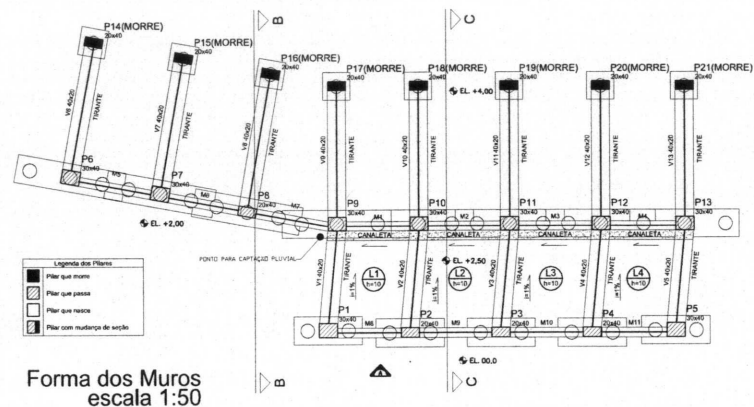 P14(MORRE)
20x40
P15(MORRE)
20x40
P16(MORRE)
20x40
P17(MORRE)
20x40
P18(MORRE)
20x40
P19(MORRE)
20x40
P20(MORRE)
20x40
P21(MORRE)
20x40
B
C
EL. +4,00
V6 40x20
TIRANTE
V7 40x20
TIRANTE
V8 40x20
TIRANTE
V9 40x20
TIRANTE
V10 40x20
TIRANTE
V11 40x20
TIRANTE
V12 40x20
TIRANTE
V13 40x20
TIRANTE
P6
30x40
M5
P7
30x40
M6
P8
20x40
M7
P9
30x40
M1
P10
30x40
M2
P11
30x40
M3
P12
30x40
M4
P13
30x40
CANALETA
CANALETA
CANALETA
CANALETA
EL. +2,00
PONTO PARA CAPTAÇÃO PLUVIAL
EL. +2,50
V1 40x20
TIRANTE
i=1%
L1
h=10
V2 40x20
TIRANTE
i=1%
L2
h=10
V3 40x20
TIRANTE
i=1%
L3
h=10
V4 40x20
TIRANTE
i=1%
L4
h=10
V5 40x20
TIRANTE
Legenda dos Pilares
Pilar que morre
Pilar que passa
Pilar que nasce
Pilar com mudança de seção
P1
30x40
M8
P2
20x40
M9
P3
20x40
M10
P4
20x40
M11
P5
30x40
EL. 00,0
A
B
C
Forma dos Muros
escala 1:50